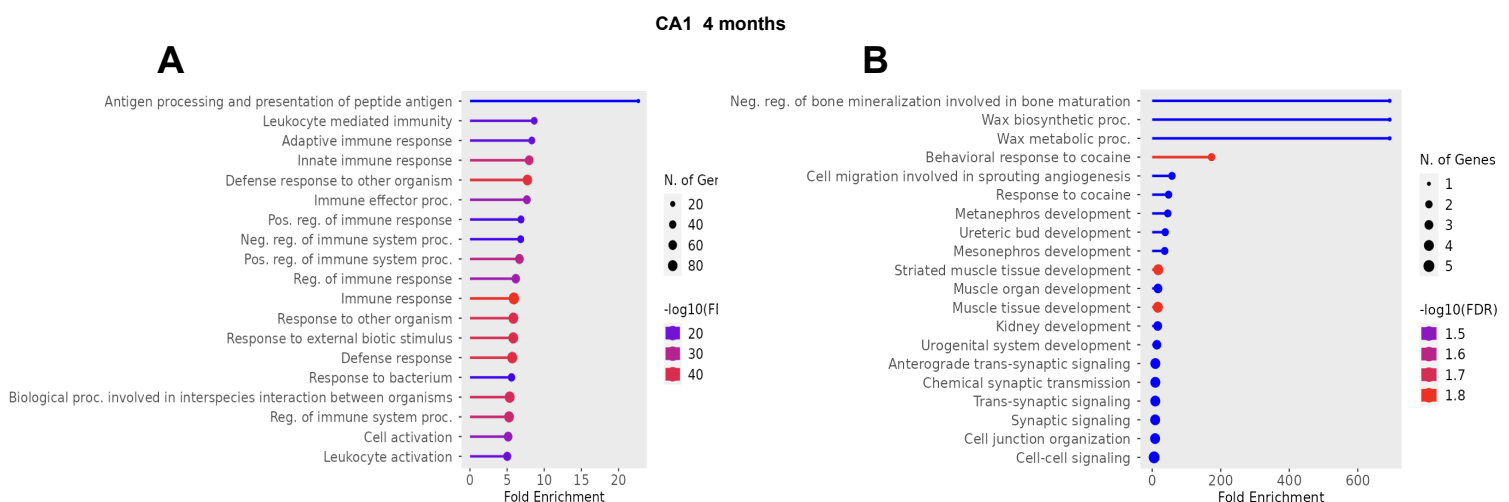 CA1 4 months
A
Antigen processing and presentation of peptide antigen
Leukocyte mediated immunity
Adaptive immune response
Innate immune response
Defense response to other organism
Immune effector proc.
Pos. reg. of immune response
Neg. reg. of immune system proc.
Pos. reg. of immune system proc.
Reg. of immune response
Immune response
Response to other organism
Response to external biotic stimulus
Defense response
Response to bacterium
Biological proc. involved in interspecies interaction between organisms
Reg. of immune system proc.
Cell activation
Leukocyte activation
0 5 10 15 20
Fold Enrichment
N. of Ger
20
40
60
80
-log10(FI
20
30
40
B
Neg. reg. of bone mineralization involved in bone maturation
Wax biosynthetic proc.
Wax metabolic proc.
Behavioral response to cocaine
Cell migration involved in sprouting angiogenesis
Response to cocaine
Metanephros development
Ureteric bud development
Mesonephros development
Striated muscle tissue development
Muscle organ development
Muscle tissue development
Kidney development
Urogenital system development
Anterograde trans-synaptic signaling
Chemical synaptic transmission
Trans-synaptic signaling
Synaptic signaling
Cell junction organization
Cell-cell signaling
0 200 400 600
Fold Enrichment
N. of Genes
1
2
3
4
5
-log10(FDR)
1.5
1.6
1.7
1.8